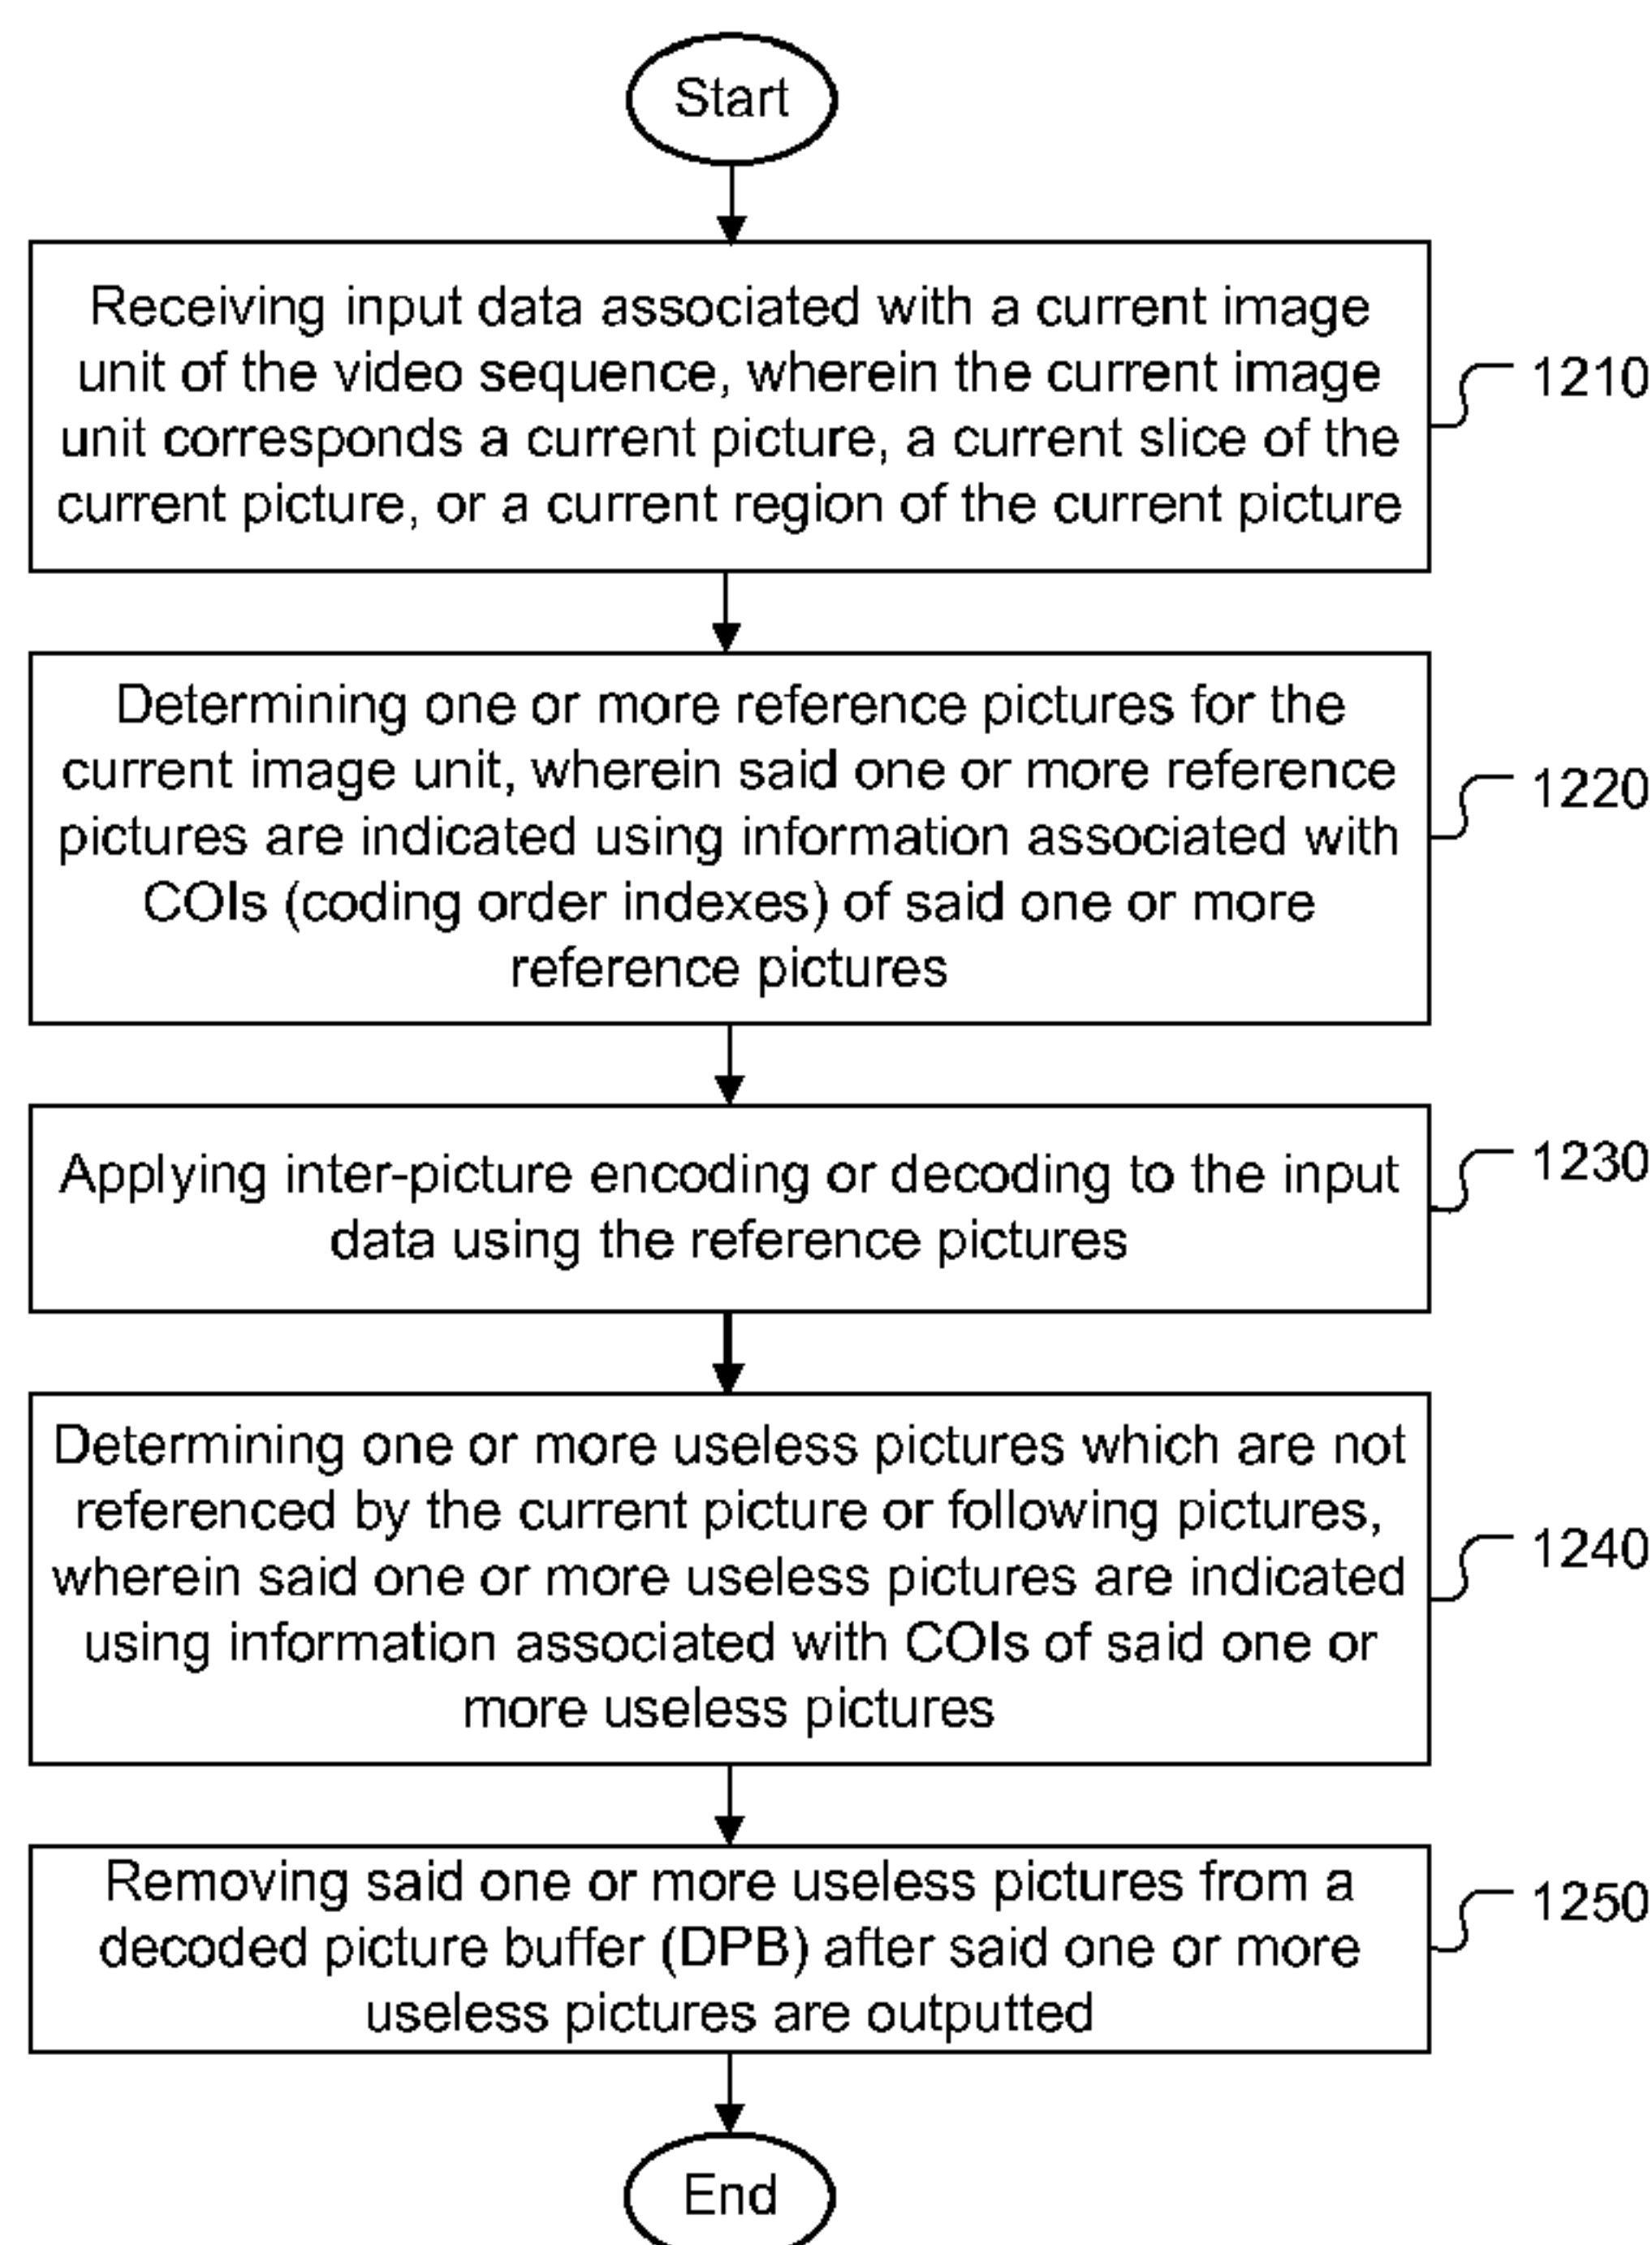 Start
Receiving input data associated with a current image
unit of the video sequence, wherein the current image
unit corresponds a current picture, a current slice of the
current picture, or a current region of the current picture
1210
Determining one or more reference pictures for the
current image unit, wherein said one or more reference
pictures are indicated using information associated with
COIs (coding order indexes) of said one or more
reference pictures
1220
Applying inter-picture encoding or decoding to the input
data using the reference pictures
1230
Determining one or more useless pictures which are not
referenced by the current picture or following pictures,
wherein said one or more useless pictures are indicated
using information associated with COIs of said one or
more useless pictures
1240
Removing said one or more useless pictures from a
decoded picture buffer (DPB) after said one or more
useless pictures are outputted
1250
End